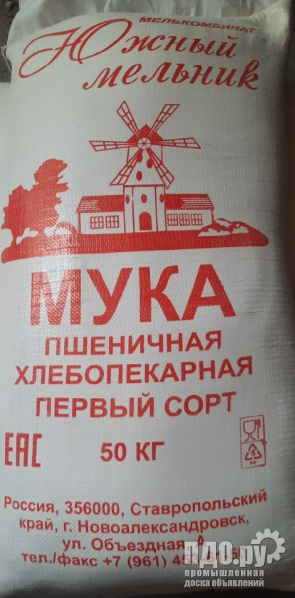 МЕЛЬКОМБИНАТ
Южный
мельник
МУКА
ПШЕНИЧНАЯ
ХЛЕБОПЕКАРНАЯ
ПЕРВЫЙ СОРТ
EAC
50 КГ
Россия, 356000, Ставропольский
край, г. Новоалександровск,
ул. Объездная,
тел./факс +7 (961)
ПДО.ру
промышленная
доска объявлений